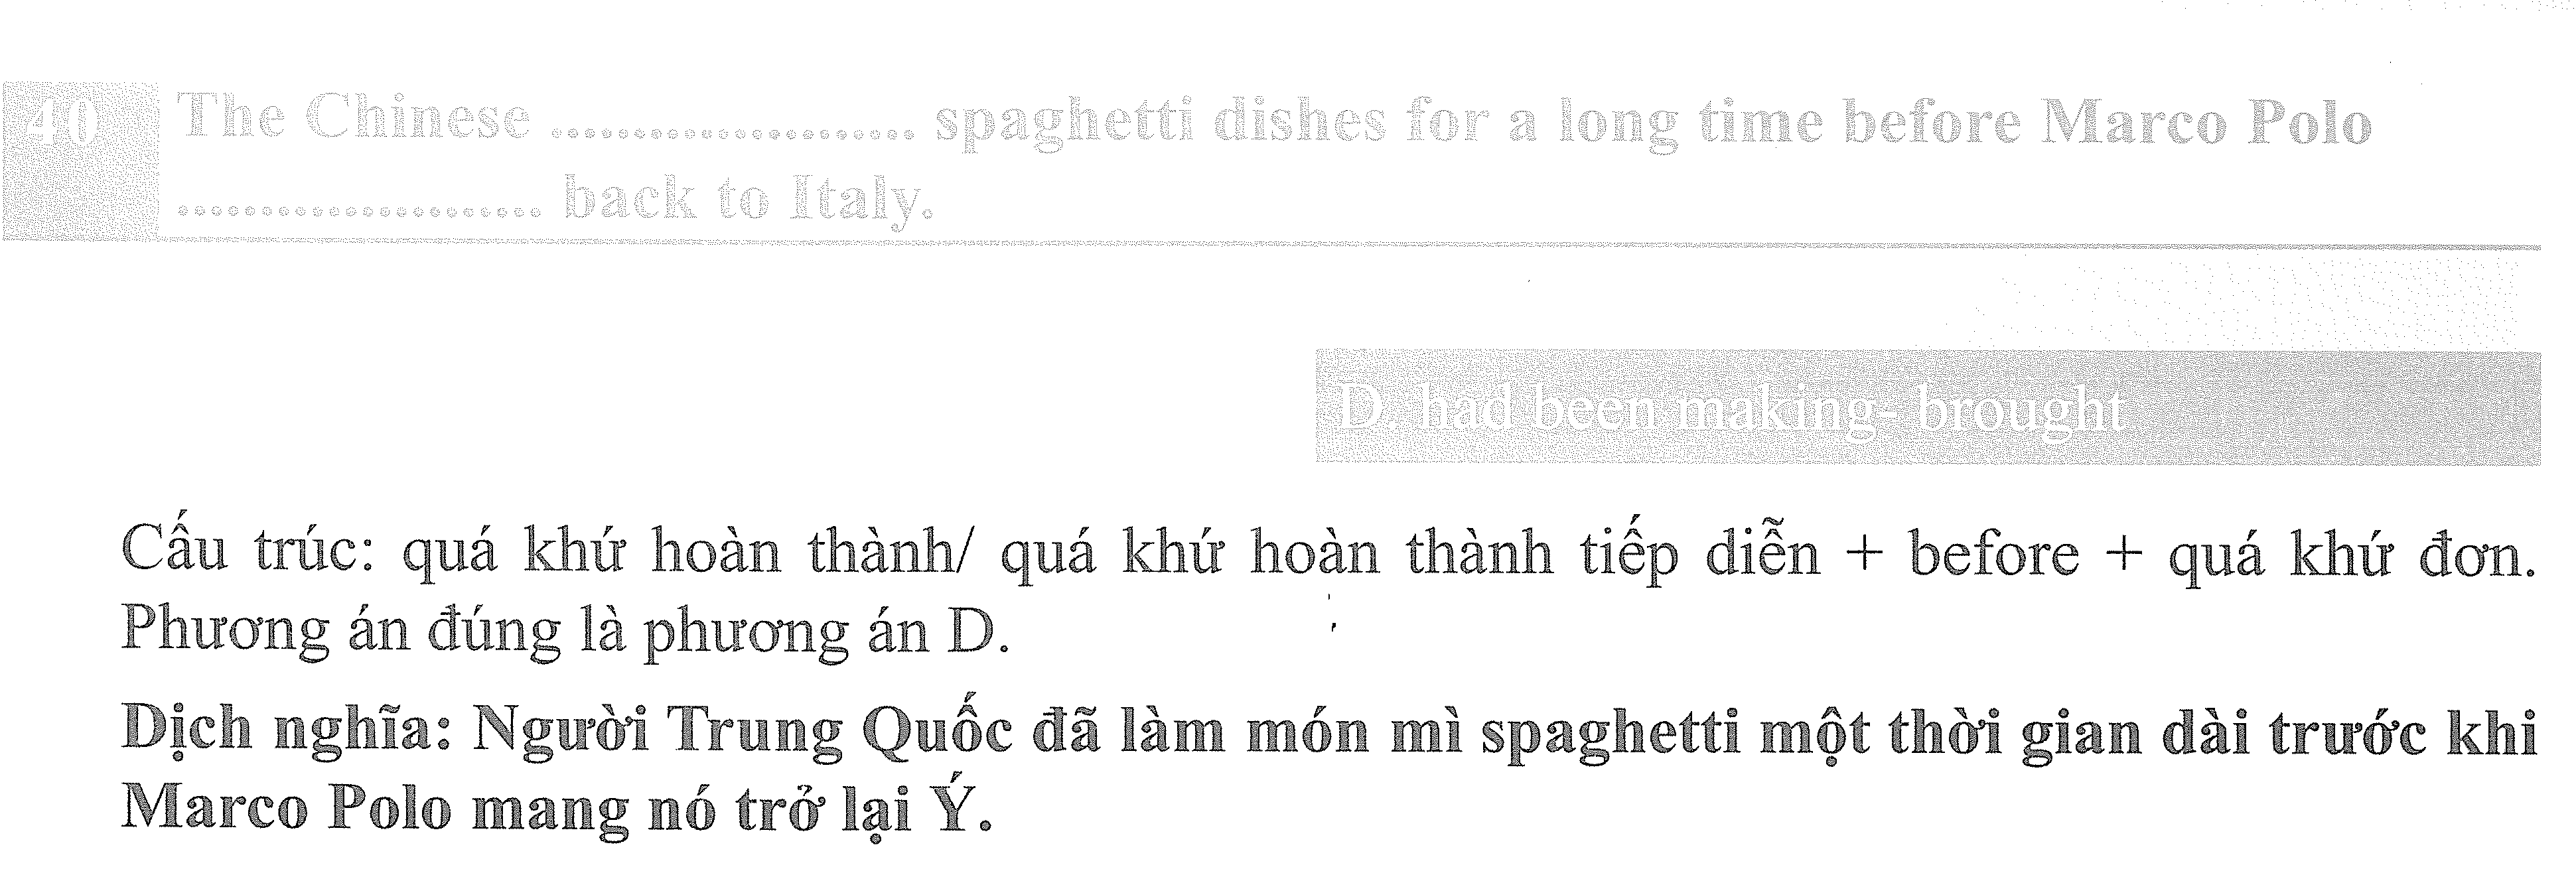 40 The Chinese ...................... spaghetti dishes for a long time before Marco Polo
...................... back to Italy.
D. had been making- brought
Cấu trúc: quá khứ hoàn thành/ quá khứ hoàn thành tiếp diễn + before + quá khứ đơn.
Phương án đúng là phương án D.
Dịch nghĩa: Người Trung Quốc đã làm món mì spaghetti một thời gian dài trước khi
Marco Polo mang nó trở lại Ý.